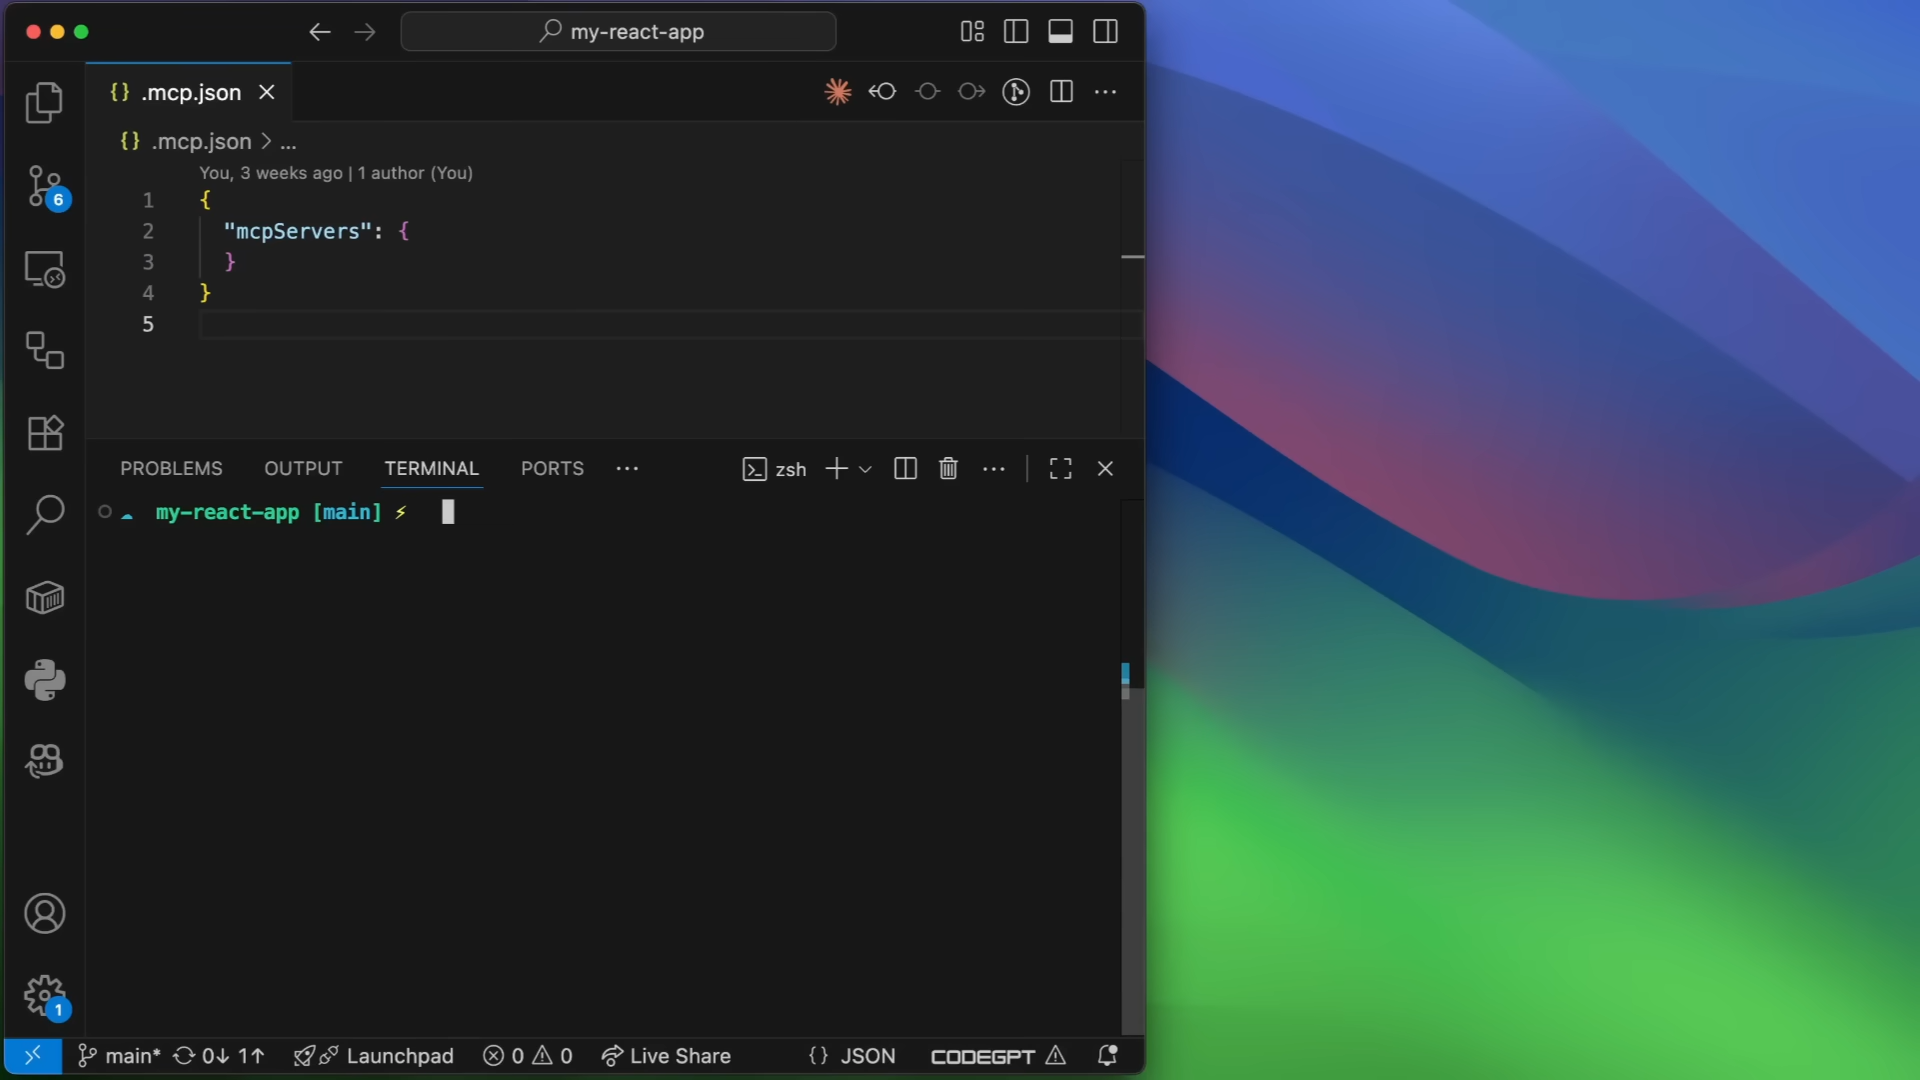 my-react-app
{} .mcp.json
{} .mcp.json > ...
You, 3 weeks ago | 1 author (You)
1 {
2 "mcpServers": {
3 }
4 }
5
6
PROBLEMS OUTPUT TERMINAL PORTS ... zsh
my-react-app [main] ⚡
1
main* 0↓ 1↑ Launchpad 0 0 Live Share {} JSON CODEGPT